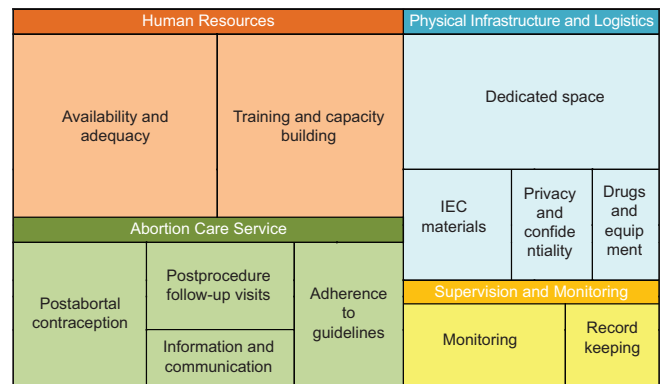 Human Resources
Availability and
adequacy
Training and capacity
building
Physical Infrastructure and Logistics
Dedicated space
IEC
materials
Privacy
and
confide
ntiality
Drugs
and
equip
ment
Abortion Care Service
Postabortal
contraception
Postprocedure
follow-up visits
Information and
communication
Adherence
to
guidelines
Supervision and Monitoring
Monitoring
Record
keeping